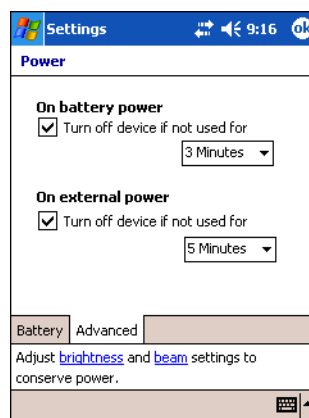 Settings 9:16 ok
Power
On battery power
Turn off device if not used for
3 Minutes
On external power
Turn off device if not used for
5 Minutes
Battery Advanced
Adjust brightness and beam settings to
conserve power.